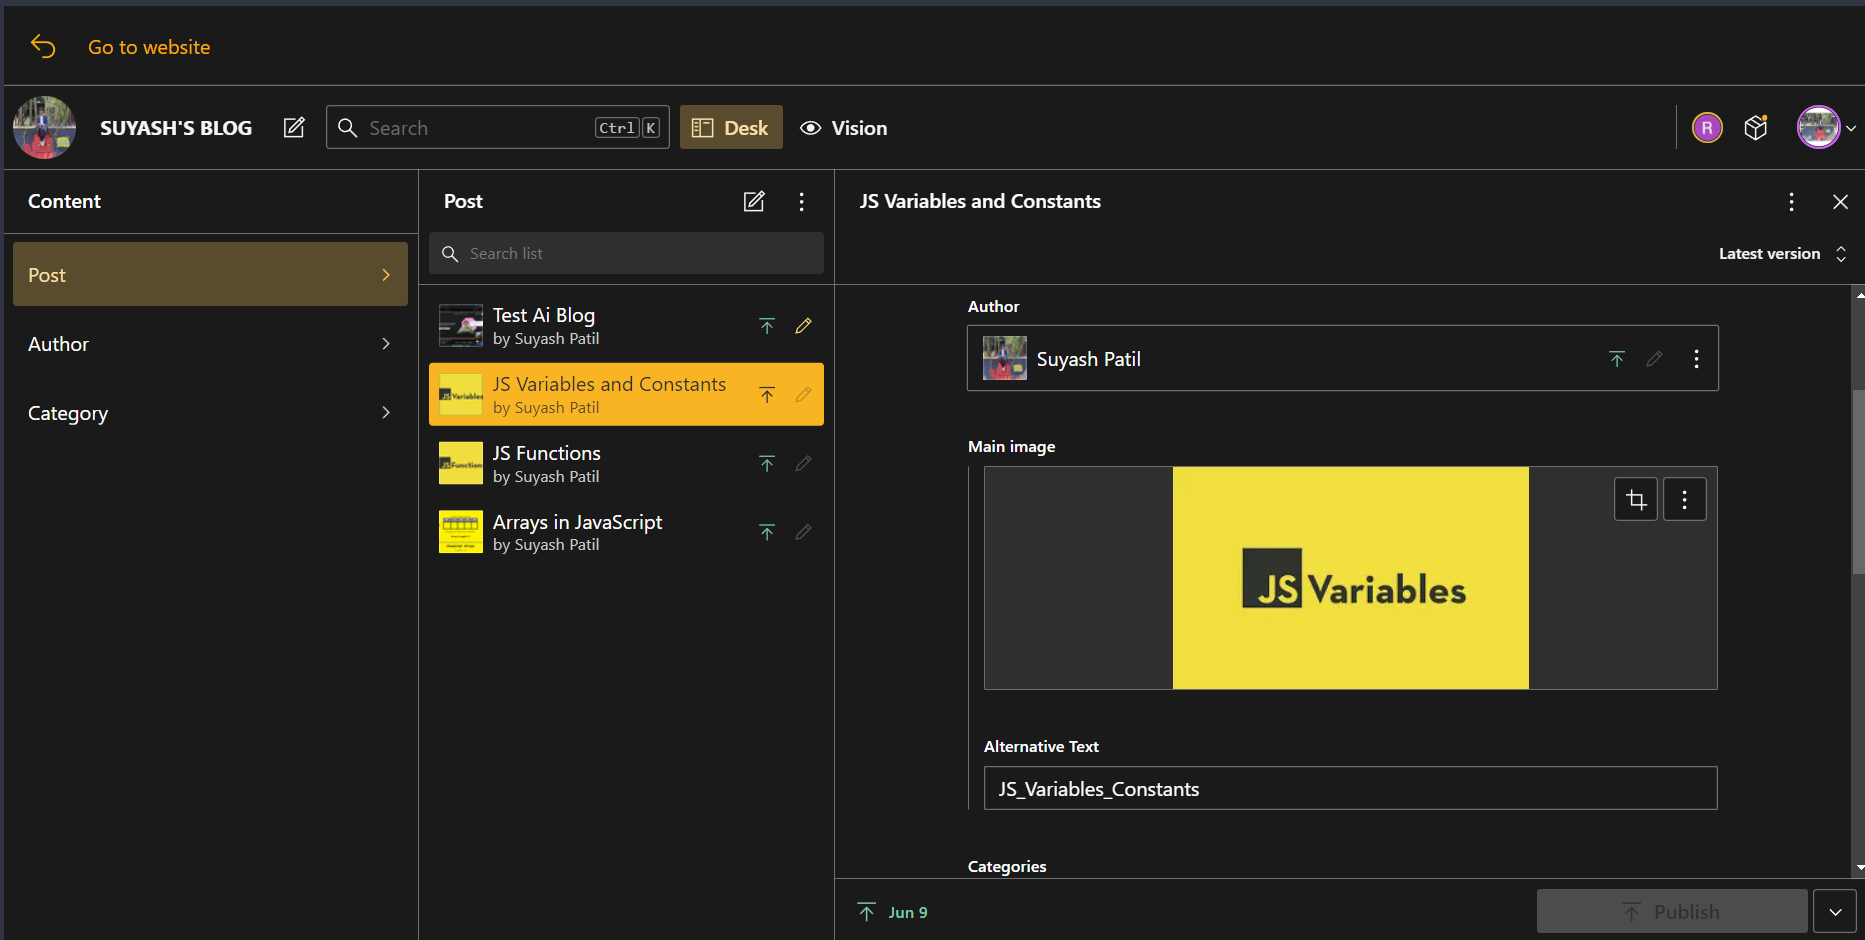 Go to website
SUYASH'S BLOG
Search
Ctrl K
Desk
Vision
R
Content
Post
Author
Category
Post
Search list
Test Ai Blog
by Suyash Patil
JS Variables and Constants
by Suyash Patil
JS Functions
by Suyash Patil
Arrays in JavaScript
by Suyash Patil
JS Variables and Constants
Latest version
Author
Suyash Patil
Main image
JS Variables
Alternative Text
JS_Variables_Constants
Categories
Jun 9
Publish